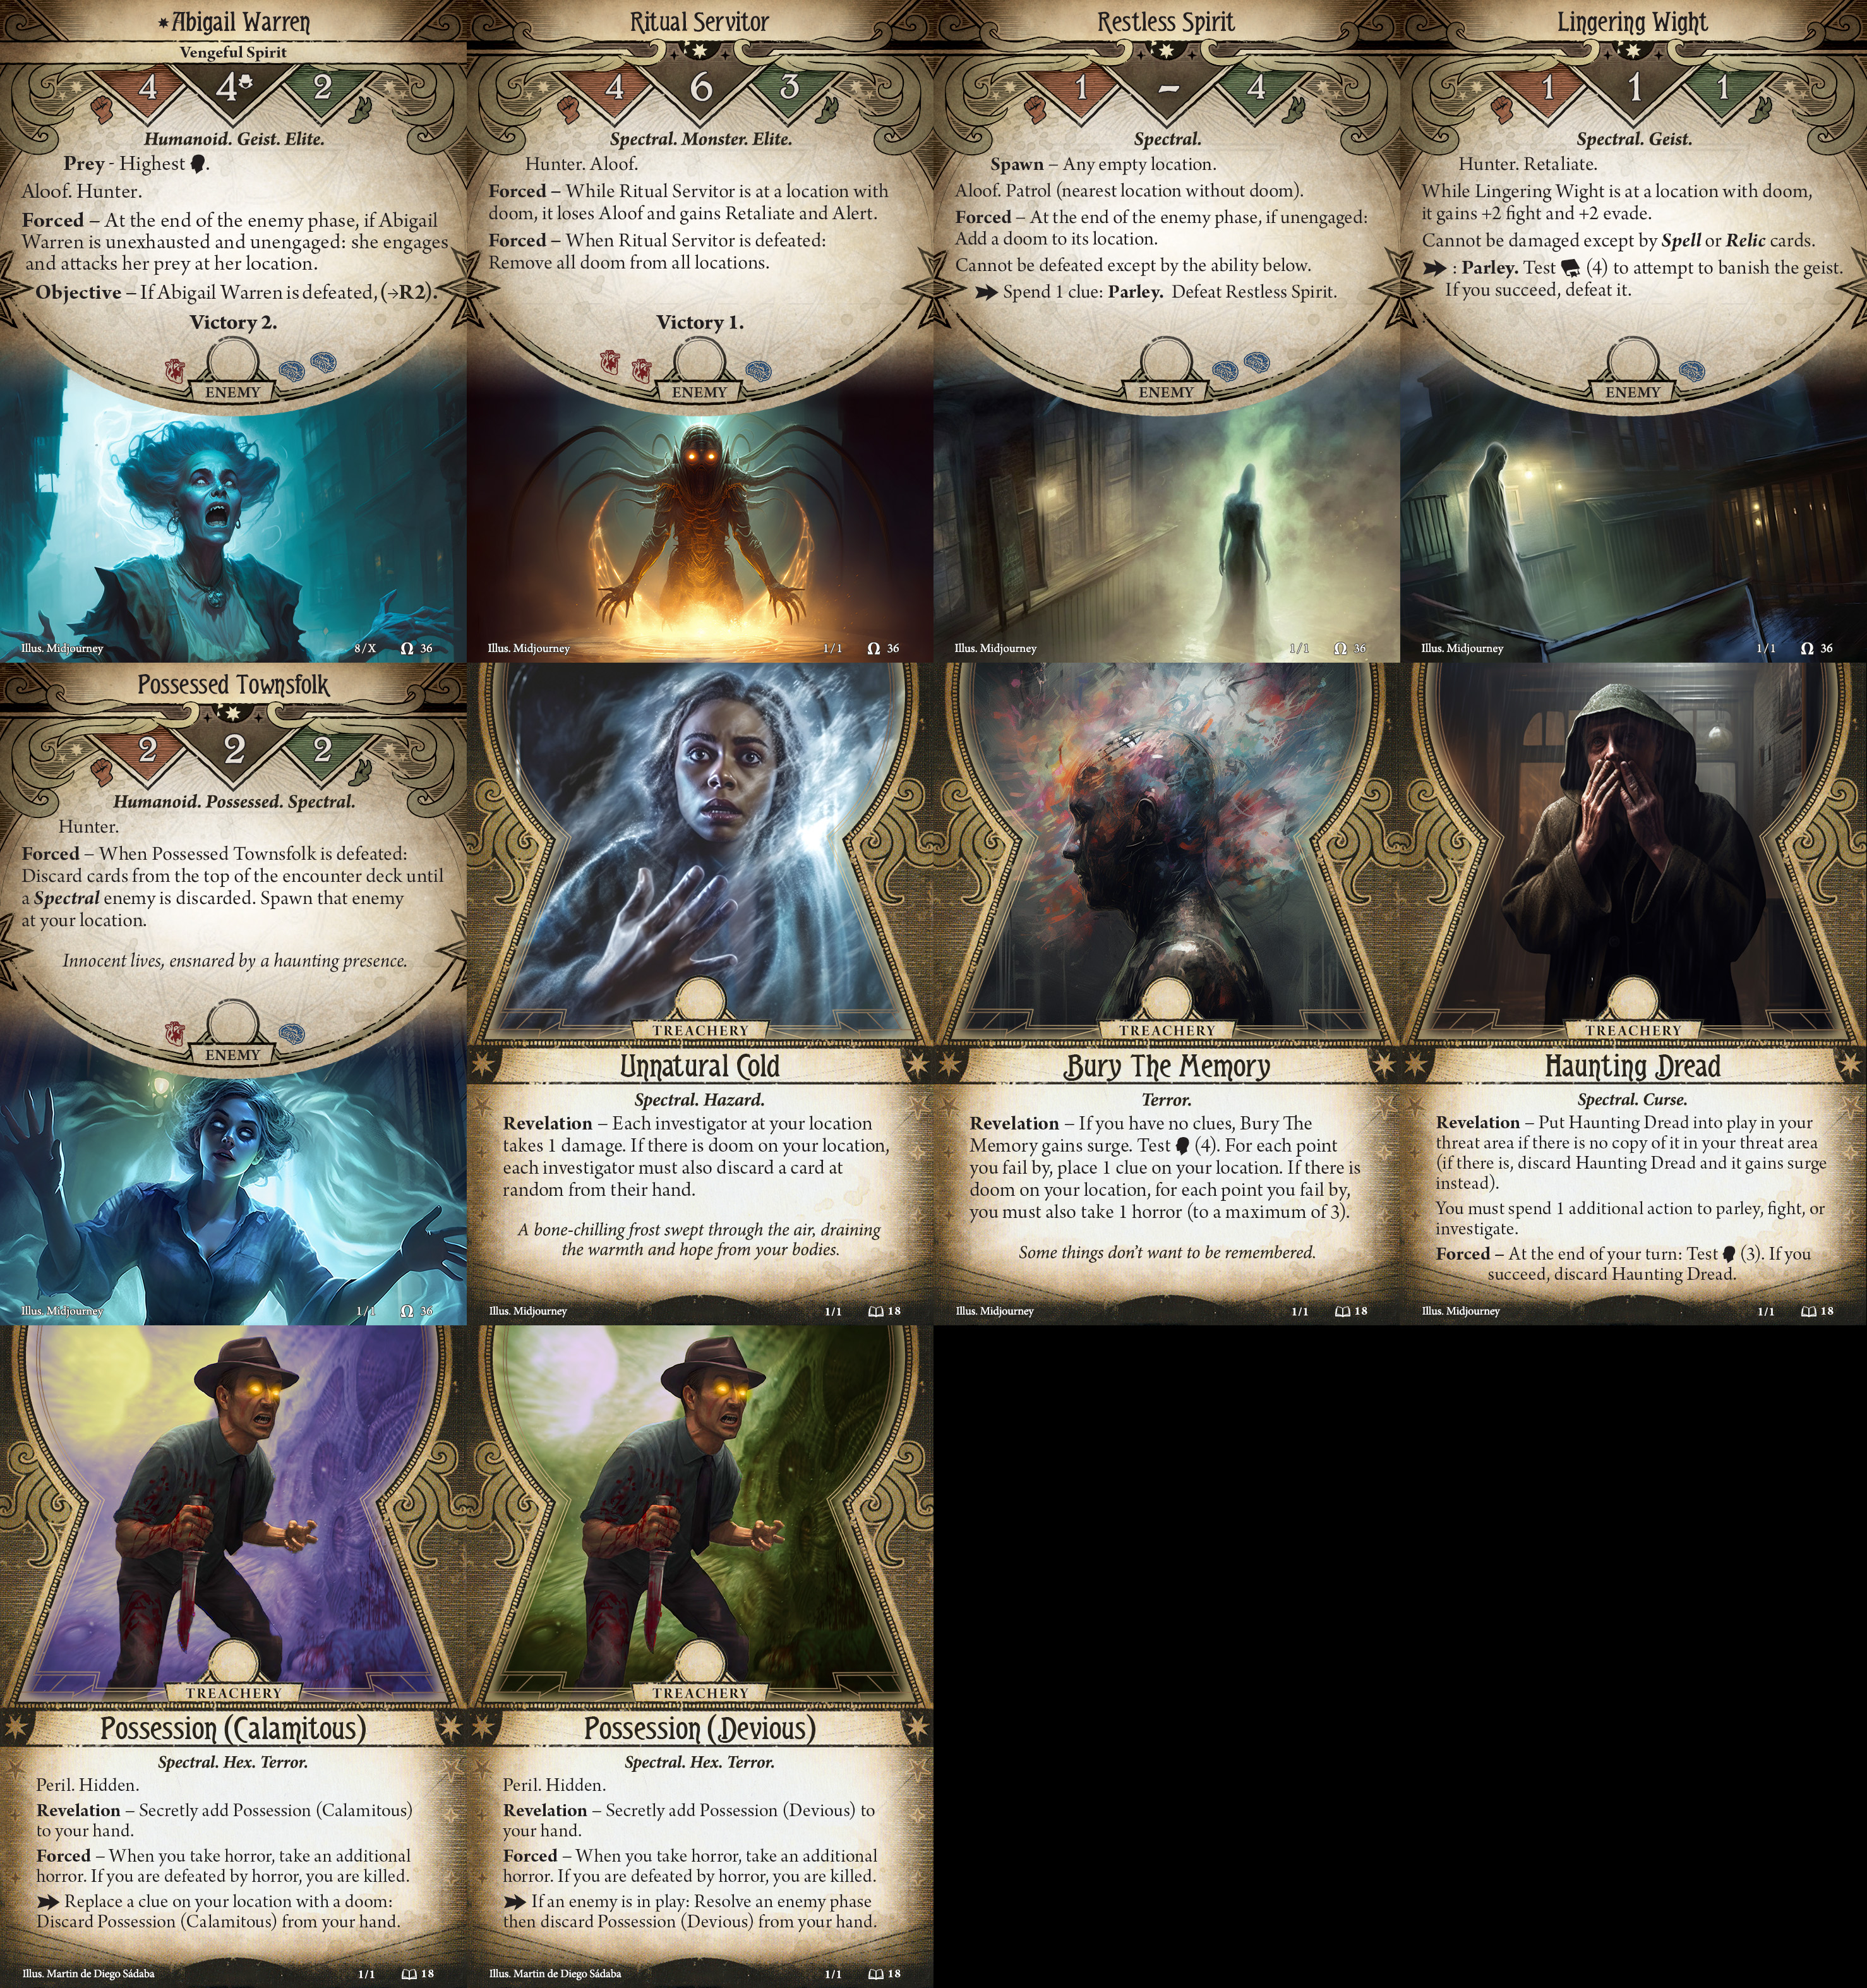 Abigail Warren
Vengeful Spirit
4 4 2
Humanoid. Geist. Elite.
Prey - Highest .
Aloof. Hunter.
Forced – At the end of the enemy phase, if Abigail
Warren is unexhausted and unengaged: she engages
and attacks her prey at her location.
Objective – If Abigail Warren is defeated, (→R2).
Victory 2.
ENEMY
Illus. Midjourney 8/X Ω 36
Ritual Servitor
4 6 3
Spectral. Monster. Elite.
Hunter. Aloof.
Forced – While Ritual Servitor is at a location with
doom, it loses Aloof and gains Retaliate and Alert.
Forced – When Ritual Servitor is defeated:
Remove all doom from all locations.
Victory 1.
ENEMY
Illus. Midjourney 1/1 Ω 36
Restless Spirit
1 – 4
Spectral.
Spawn – Any empty location.
Aloof. Patrol (nearest location without doom).
Forced – At the end of the enemy phase, if unengaged:
Add a doom to its location.
Cannot be defeated except by the ability below.
Spend 1 clue: Parley. Defeat Restless Spirit.
ENEMY
Illus. Midjourney 1/1 Ω 36
Lingering Wight
1 1 1
Spectral. Geist.
Hunter. Retaliate.
While Lingering Wight is at a location with doom,
it gains +2 fight and +2 evade.
Cannot be damaged except by Spell or Relic cards.
: Parley. Test (4) to attempt to banish the geist.
If you succeed, defeat it.
ENEMY
Illus. Midjourney 1/1 Ω 36
Possessed Townsfolk
2 2 2
Humanoid. Possessed. Spectral.
Hunter.
Forced – When Possessed Townsfolk is defeated:
Discard cards from the top of the encounter deck until
a Spectral enemy is discarded. Spawn that enemy
at your location.
Innocent lives, ensnared by a haunting presence.
ENEMY
Illus. Midjourney 1/1 Ω 36
TREACHERY
Unnatural Cold
Spectral. Hazard.
Revelation – Each investigator at your location
takes 1 damage. If there is doom on your location,
each investigator must also discard a card at
random from their hand.
A bone-chilling frost swept through the air, draining
the warmth and hope from your bodies.
Illus. Midjourney 1/1 18
TREACHERY
Bury The Memory
Terror.
Revelation – If you have no clues, Bury The
Memory gains surge. Test (4). For each point
you fail by, place 1 clue on your location. If there is
doom on your location, for each point you fail by,
you must also take 1 horror (to a maximum of 3).
Some things don't want to be remembered.
Illus. Midjourney 1/1 18
TREACHERY
Haunting Dread
Spectral. Curse.
Revelation – Put Haunting Dread into play in your
threat area if there is no copy of it in your threat area
(if there is, discard Haunting Dread and it gains surge
instead).
You must spend 1 additional action to parley, fight, or
investigate.
Forced – At the end of your turn: Test (3). If you
succeed, discard Haunting Dread.
Illus. Midjourney 1/1 18
TREACHERY
Possession (Calamitous)
Spectral. Hex. Terror.
Peril. Hidden.
Revelation – Secretly add Possession (Calamitous)
to your hand.
Forced – When you take horror, take an additional
horror. If you are defeated by horror, you are killed.
Replace a clue on your location with a doom:
Discard Possession (Calamitous) from your hand.
Illus. Martin de Diego Sádaba 1/1 18
TREACHERY
Possession (Devious)
Spectral. Hex. Terror.
Peril. Hidden.
Revelation – Secretly add Possession (Devious) to
your hand.
Forced – When you take horror, take an additional
horror. If you are defeated by horror, you are killed.
If an enemy is in play: Resolve an enemy phase
then discard Possession (Devious) from your hand.
Illus. Martin de Diego Sádaba 1/1 18